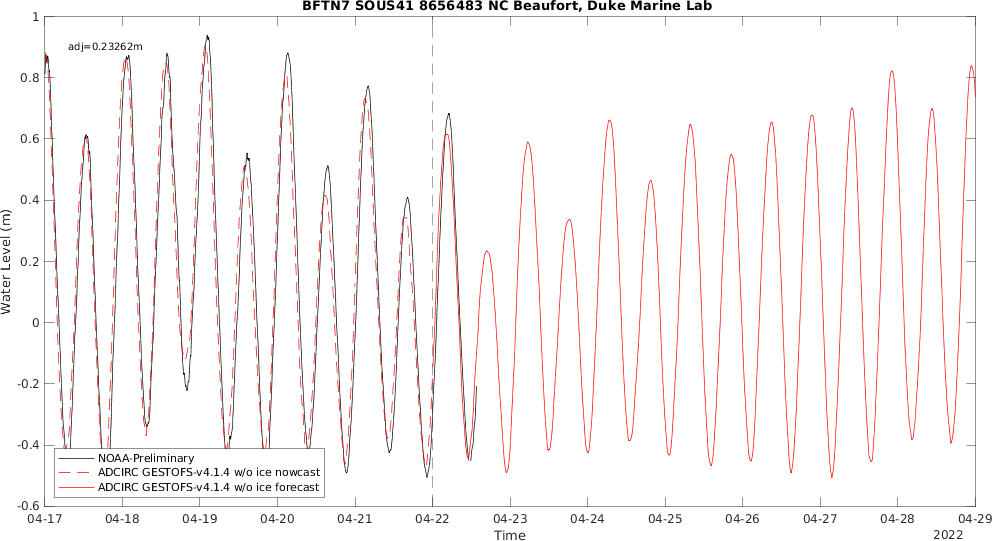 BFTN7 SOUS41 8656483 NC Beaufort, Duke Marine Lab
adj=0.23262m
1
0.8
0.6
0.4
0.2
0
-0.2
-0.4
-0.6
Water Level (m)
NOAA-Preliminary
ADCIRC GESTOFS-v4.1.4 w/o ice nowcast
ADCIRC GESTOFS-v4.1.4 w/o ice forecast
04-17 04-18 04-19 04-20 04-21 04-22 04-23 04-24 04-25 04-26 04-27 04-28 04-29
Time
2022